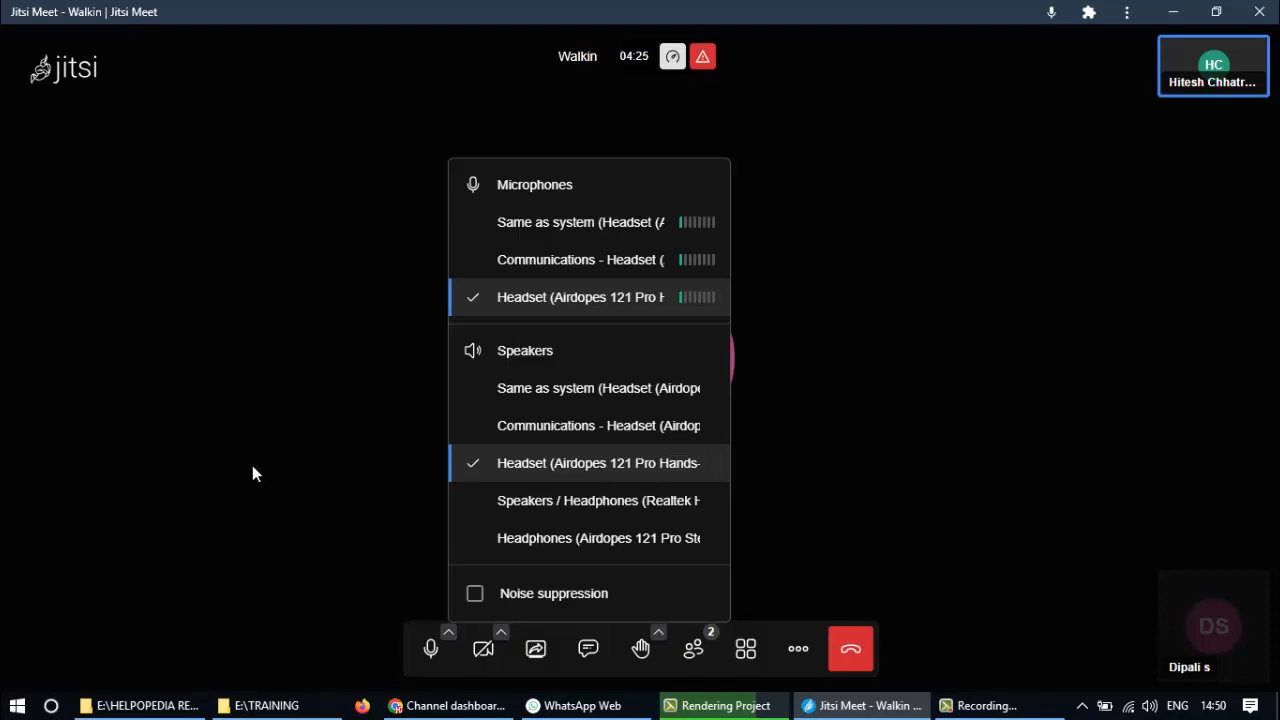 Jitsi Meet - Walkin | Jitsi Meet
jitsi
Walkin 04:25
HC
Hitesh Chhatr...
Microphones
Same as system (Headset (A
Communications - Headset (
Headset (Airdopes 121 Pro H
Speakers
Same as system (Headset (Airdope
Communications - Headset (Airdop
Headset (Airdopes 121 Pro Hands-
Speakers / Headphones (Realtek H
Headphones (Airdopes 121 Pro Ste
Noise suppression
2
DS
Dipali s
E:\HELPOPEDIA RE... E:\TRAINING Channel dashboar... WhatsApp Web Rendering Project Jitsi Meet - Walkin ... Recording... ENG 14:50